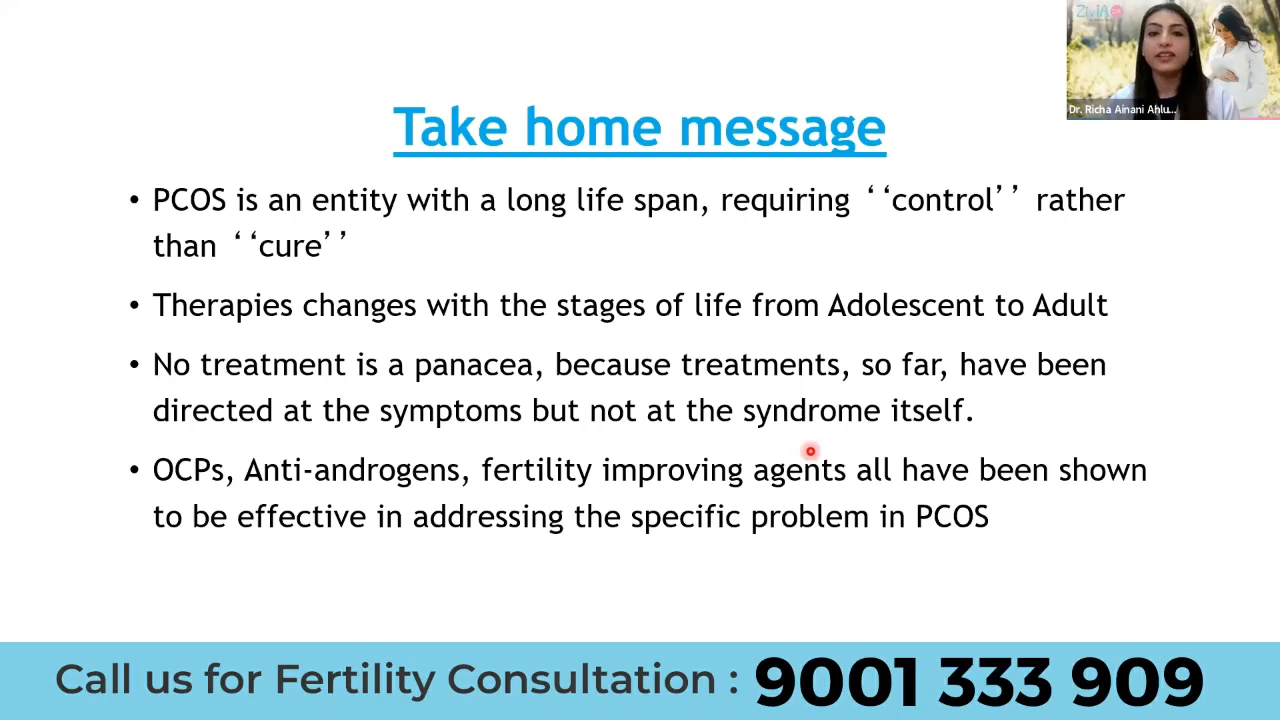 Dr. Richa Ainani Ahlu...
Take home message
• PCOS is an entity with a long life span, requiring ‘‘control’’ rather
than ‘‘cure’’
• Therapies changes with the stages of life from Adolescent to Adult
• No treatment is a panacea, because treatments, so far, have been
directed at the symptoms but not at the syndrome itself.
• OCPs, Anti-androgens, fertility improving agents all have been shown
to be effective in addressing the specific problem in PCOS
Call us for Fertility Consultation : 9001 333 909